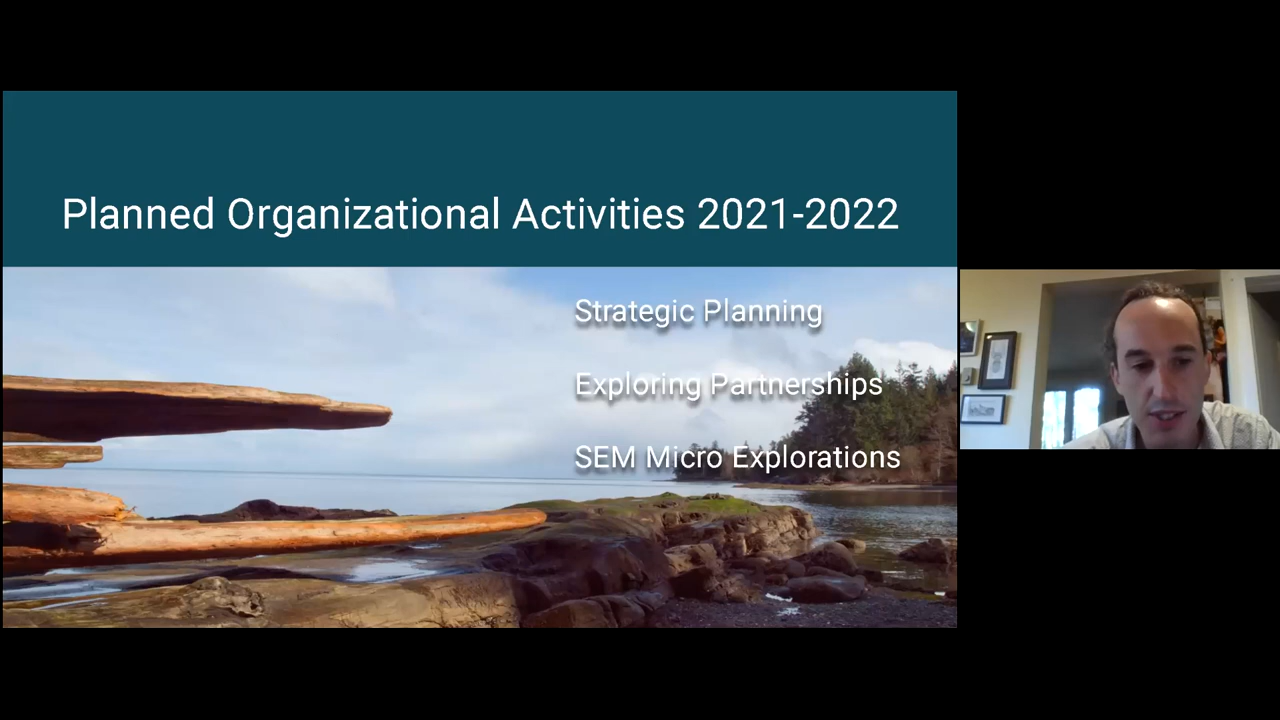 Planned Organizational Activities 2021-2022
Strategic Planning
Exploring Partnerships
SEM Micro Explorations